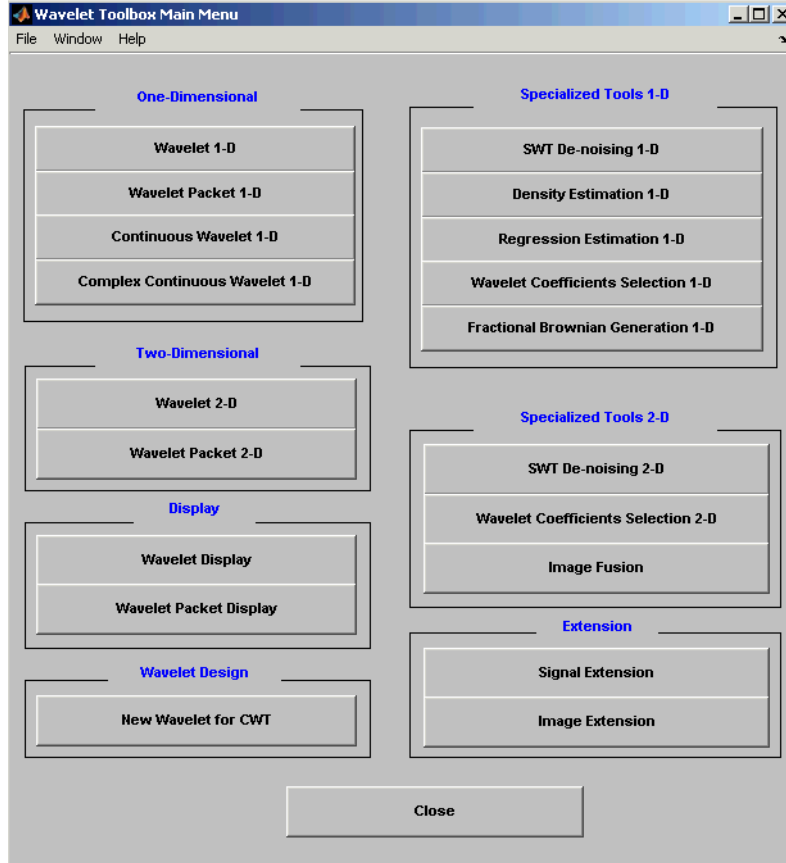 Wavelet Toolbox Main Menu
File Window Help
One-Dimensional
Wavelet 1-D
Wavelet Packet 1-D
Continuous Wavelet 1-D
Complex Continuous Wavelet 1-D
Two-Dimensional
Wavelet 2-D
Wavelet Packet 2-D
Display
Wavelet Display
Wavelet Packet Display
Wavelet Design
New Wavelet for CWT
Specialized Tools 1-D
SWT De-noising 1-D
Density Estimation 1-D
Regression Estimation 1-D
Wavelet Coefficients Selection 1-D
Fractional Brownian Generation 1-D
Specialized Tools 2-D
SWT De-noising 2-D
Wavelet Coefficients Selection 2-D
Image Fusion
Extension
Signal Extension
Image Extension
Close